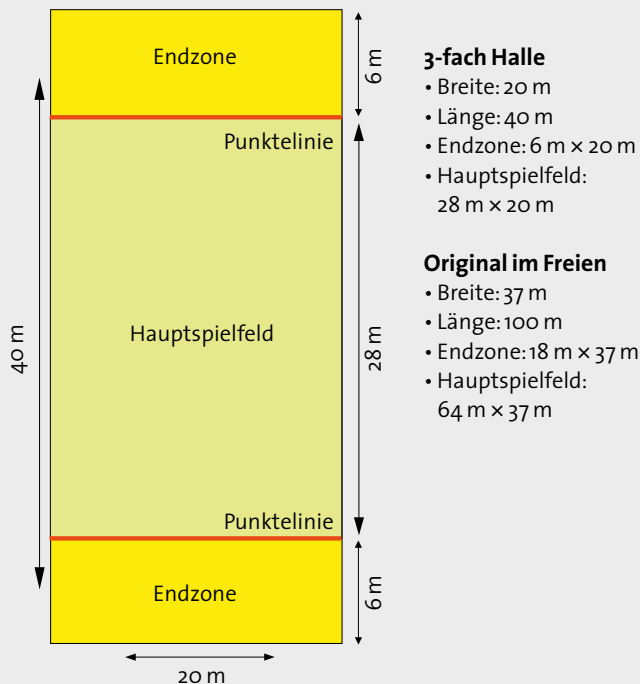 Endzone
6 m
Punktelinie
40 m
Hauptspielfeld
28 m
Punktelinie
Endzone
6 m
20 m
3-fach Halle
• Breite: 20 m
• Länge: 40 m
• Endzone: 6 m × 20 m
• Hauptspielfeld:
28 m × 20 m
Original im Freien
• Breite: 37 m
• Länge: 100 m
• Endzone: 18 m × 37 m
• Hauptspielfeld:
64 m × 37 m